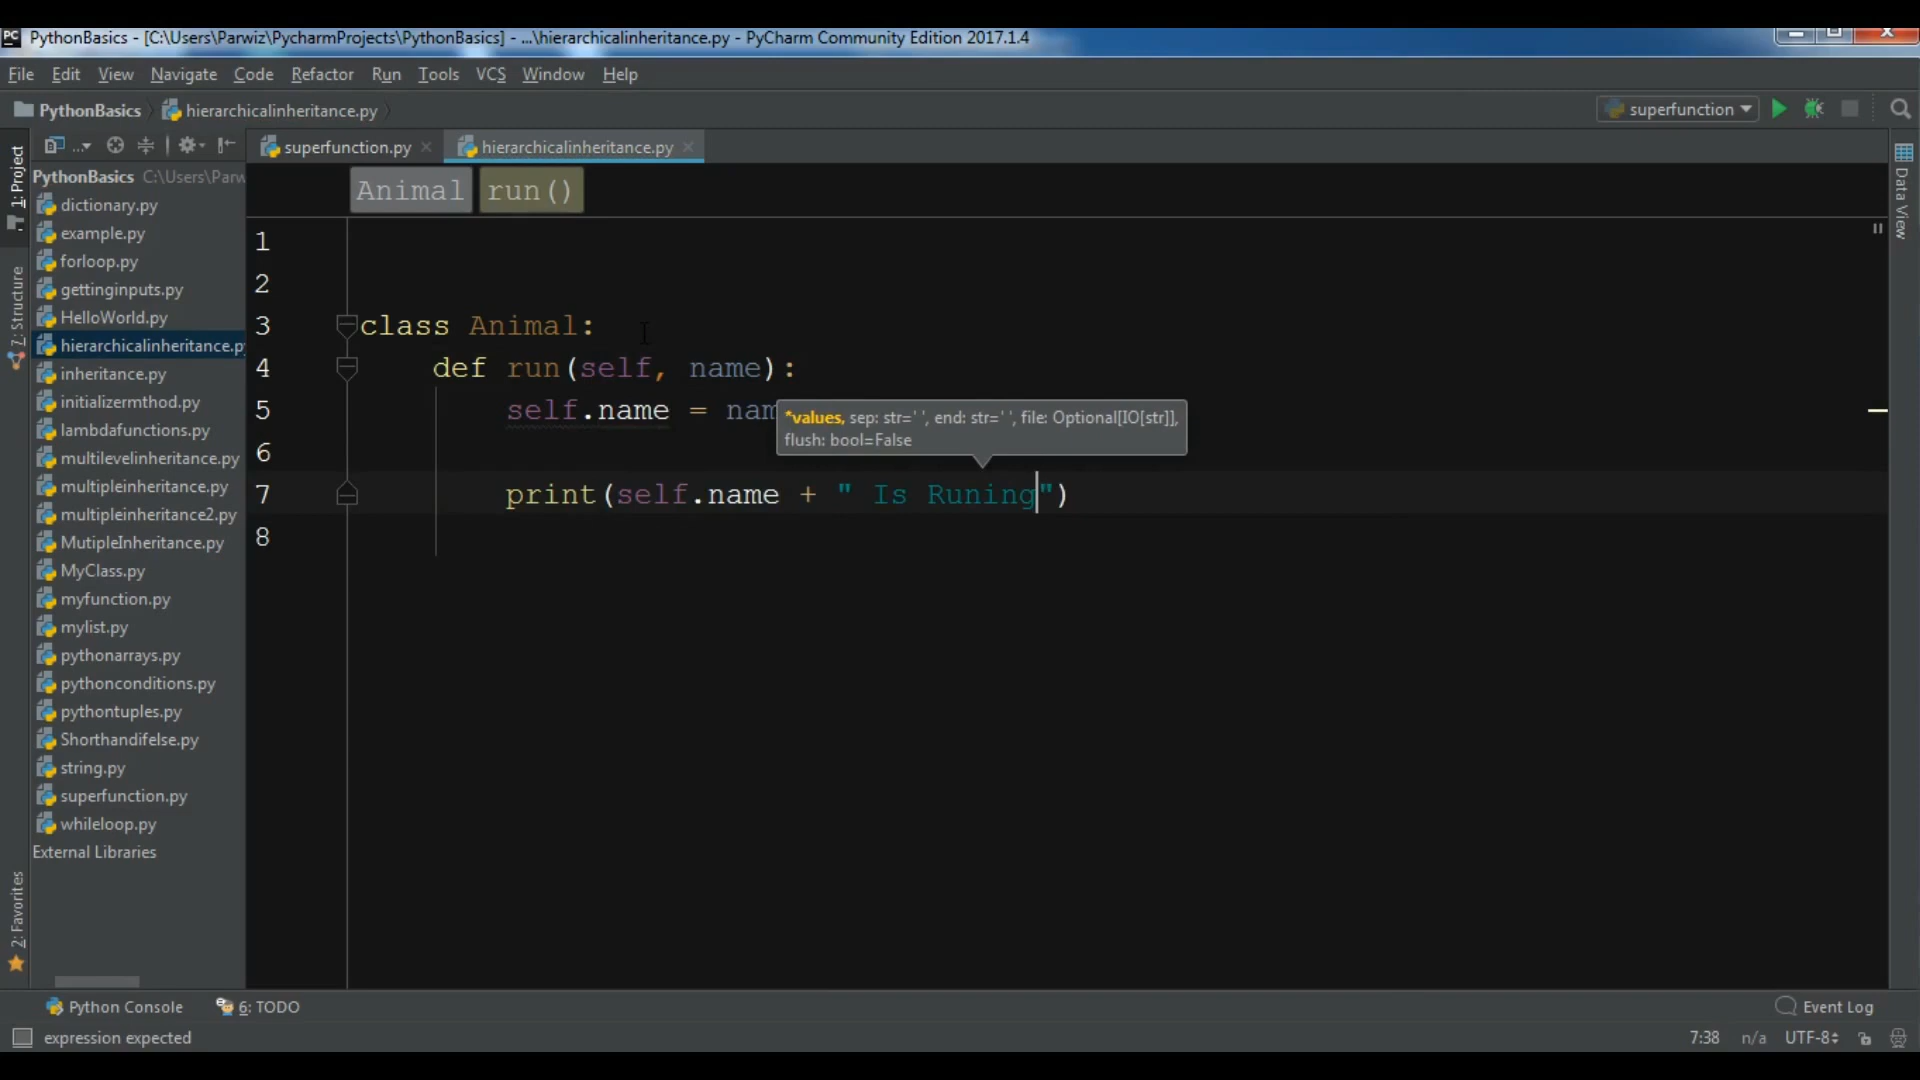 PC PythonBasics - [C:\Users\Parwiz\PycharmProjects\PythonBasics] - ...\hierarchicalinheritance.py - PyCharm Community Edition 2017.1.4
File Edit View Navigate Code Refactor Run Tools VCS Window Help
PythonBasics hierarchicalinheritance.py superfunction
superfunction.py hierarchicalinheritance.py
1: Project
7: Structure
2: Favorites
PythonBasics C:\Users\Parw
dictionary.py
example.py
forloop.py
gettinginputs.py
HelloWorld.py
hierarchicalinheritance.p
inheritance.py
initializermthod.py
lambdafunctions.py
multilevelinheritance.py
multipleinheritance.py
multipleinheritance2.py
MutipleInheritance.py
MyClass.py
myfunction.py
mylist.py
pythonarrays.py
pythonconditions.py
pythontuples.py
Shorthandifelse.py
string.py
superfunction.py
whileloop.py
External Libraries
Animal run()
1
2
3 class Animal:
4 def run(self, name):
5 self.name = nam
*values, sep: str=' ', end: str=' ', file: Optional[IO[str]],
flush: bool=False
6
7 print(self.name + " Is Runing")
8
Data View
Python Console 6: TODO Event Log
expression expected 7:38 n/a UTF-8